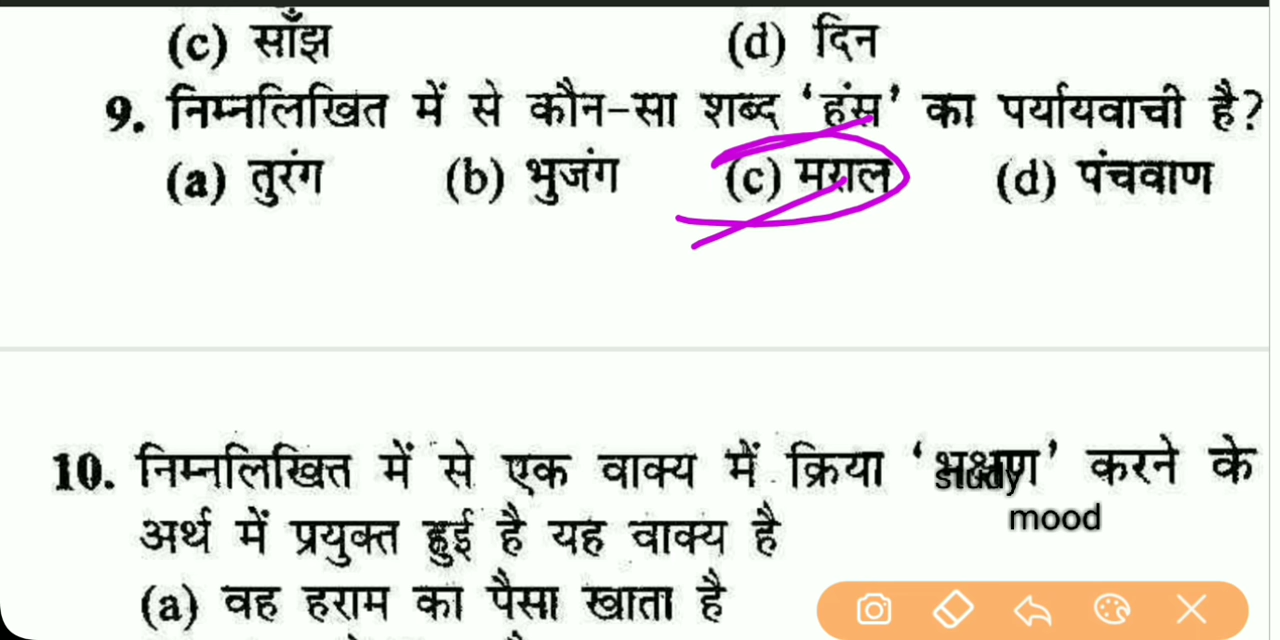 (c) साँझ (d) दिन
9. निम्नलिखित में से कौन-सा शब्द 'हंस' का पर्यायवाची है?
(a) तुरंग (b) भुजंग (c) मराल (d) पंचवाण
10. निम्नलिखित में से एक वाक्य में क्रिया 'भक्षण' करने के
study
mood
अर्थ में प्रयुक्त हुई है यह वाक्य है
(a) वह हराम का पैसा खाता है